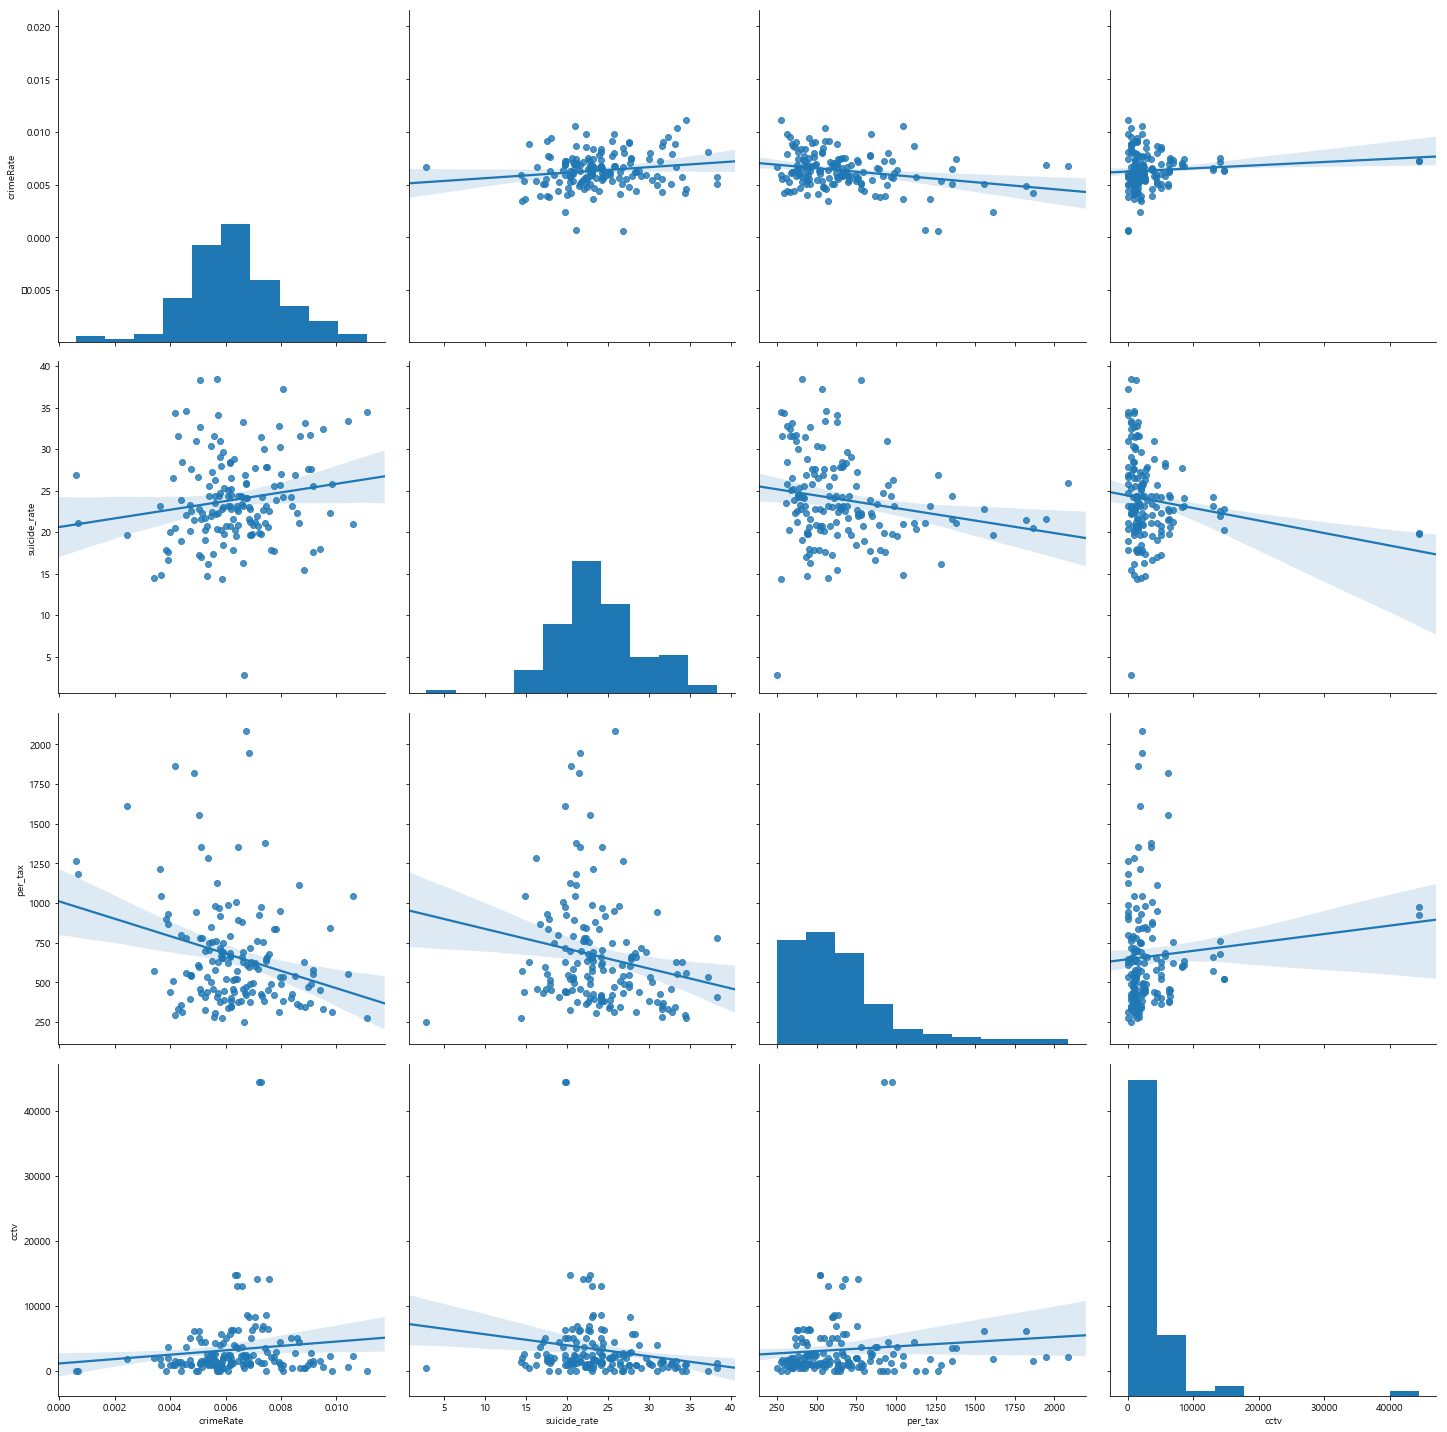 0.020
0.015
0.010
0.005
0.000
▯0.005
crimeRate
40
35
30
25
20
15
10
5
suicide_rate
2000
1750
1500
1250
1000
750
500
250
per_tax
40000
30000
20000
10000
0
cctv
0.000 0.002 0.004 0.006 0.008 0.010
crimeRate
5 10 15 20 25 30 35 40
suicide_rate
250 500 750 1000 1250 1500 1750 2000
per_tax
0 10000 20000 30000 40000
cctv